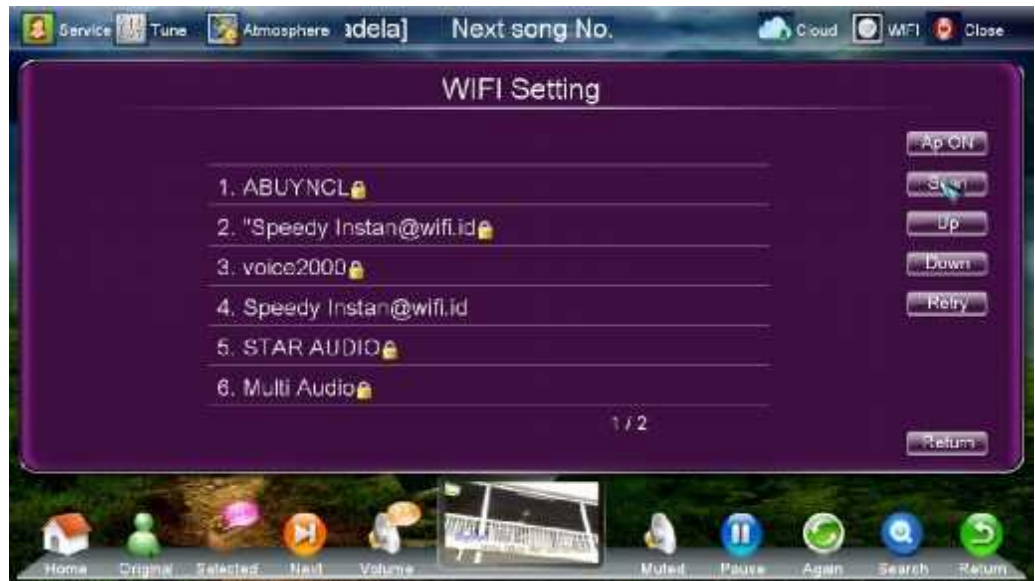 Service Tune Atmosphere adela] Next song No. Cloud WIFI Close
WIFI Setting
Ap ON
1. ABUYNCL
Scan
2. "Speedy Instan@wifi.id
Up
3. voice2000
Down
4. Speedy Instan@wifi.id
Retry
5. STAR AUDIO
6. Multi Audio
1 / 2
Return
Home Original Selected Next Volume Muted Pause Again Search Return